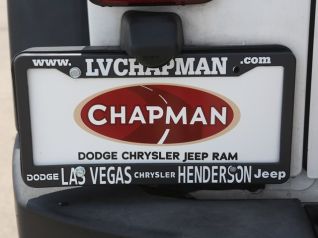 www. LVCHAPMAN .com
CHAPMAN
DODGE CHRYSLER JEEP RAM
DODGE LAS VEGAS CHRYSLER HENDERSON Jeep